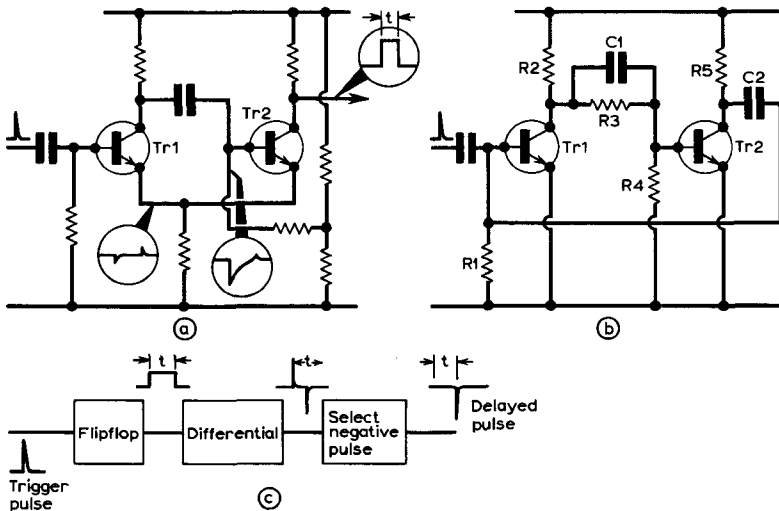 t
Tr1
Tr2
a
R2
C1
R3
R5
C2
Tr1
Tr2
R4
R1
b
t
t
t
Flipflop
Differential
Select
negative
pulse
Delayed
pulse
Trigger
pulse
c